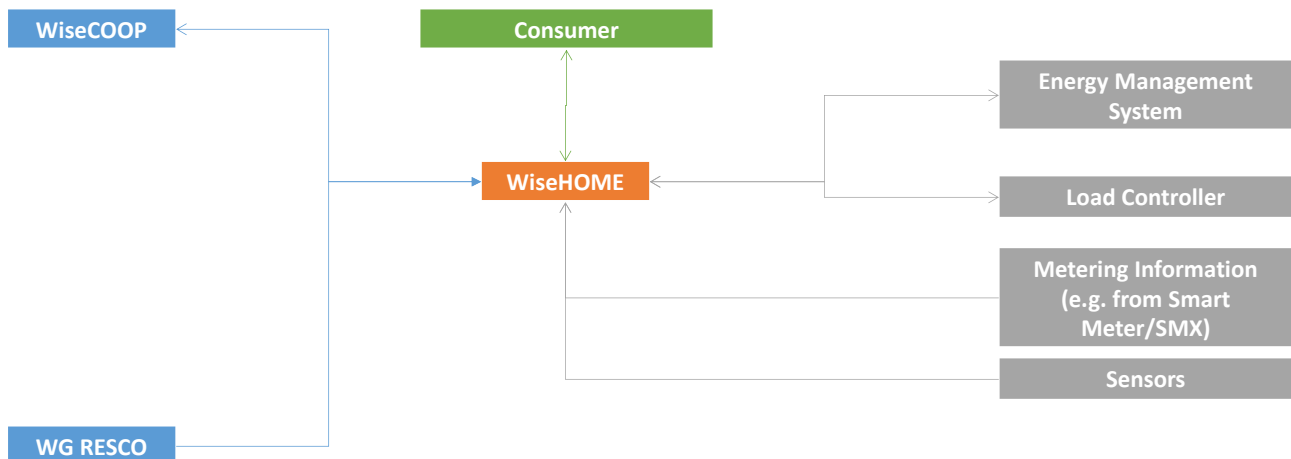 WiseCOOP
Consumer
Energy Management
System
WiseHOME
Load Controller
Metering Information
(e.g. from Smart
Meter/SMX)
Sensors
WG RESCO